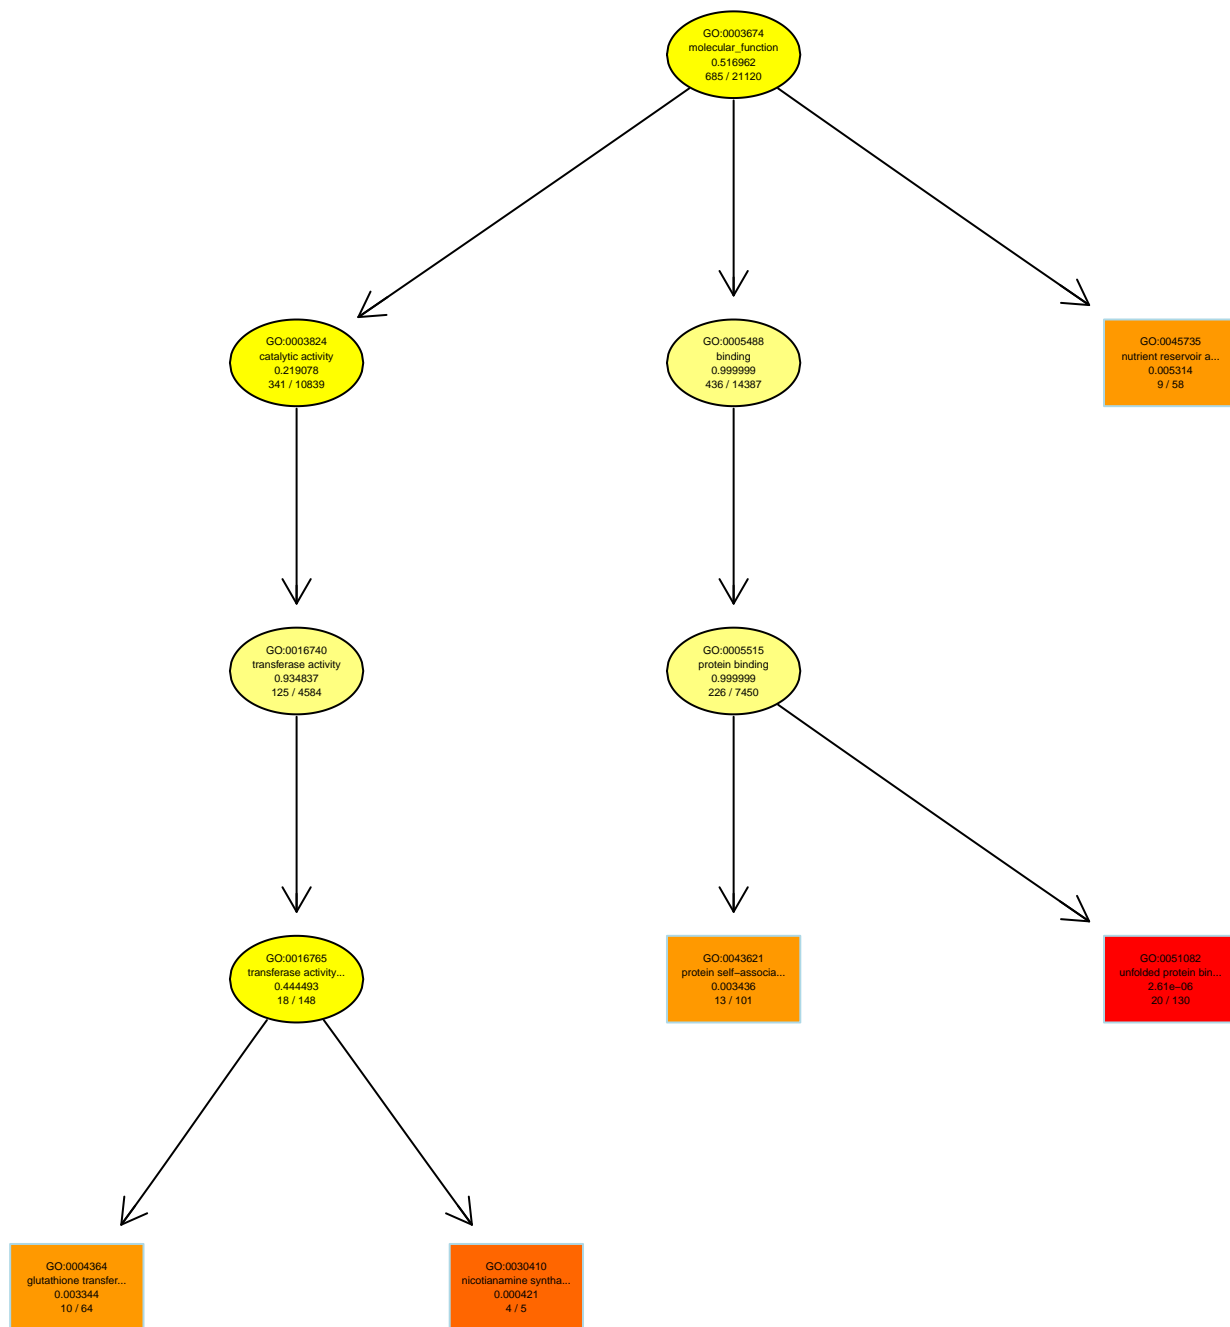 GO:0003674
molecular_function
0.516962
685 / 21120
GO:0003824
catalytic activity
0.219078
341 / 10839
GO:0005488
binding
0.999999
436 / 14387
GO:0045735
nutrient reservoir a...
0.005314
9 / 58
GO:0016740
transferase activity
0.934837
125 / 4584
GO:0005515
protein binding
0.999999
226 / 7450
GO:0016765
transferase activity...
0.444493
18 / 148
GO:0043621
protein self−associa...
0.003436
13 / 101
GO:0051082
unfolded protein bin...
2.61e−06
20 / 130
GO:0004364
glutathione transfer...
0.003344
10 / 64
GO:0030410
nicotianamine syntha...
0.000421
4 / 5